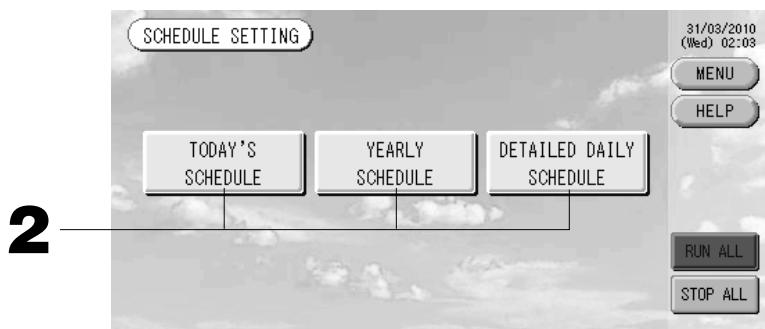 SCHEDULE SETTING
31/03/2010
(Wed) 02:03
MENU
HELP
TODAY'S
SCHEDULE
YEARLY
SCHEDULE
DETAILED DAILY
SCHEDULE
2
RUN ALL
STOP ALL